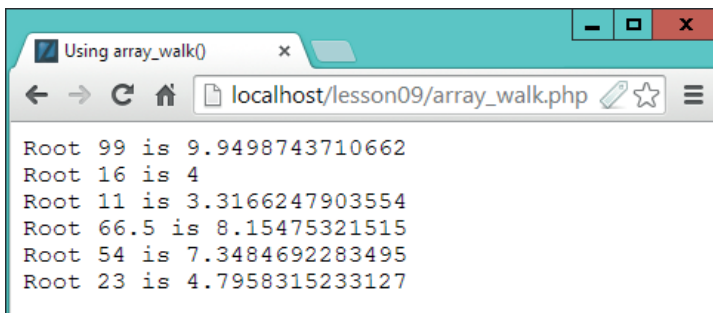 Using array_walk()
localhost/lesson09/array_walk.php
Root 99 is 9.9498743710662
Root 16 is 4
Root 11 is 3.3166247903554
Root 66.5 is 8.15475321515
Root 54 is 7.3484692283495
Root 23 is 4.7958315233127